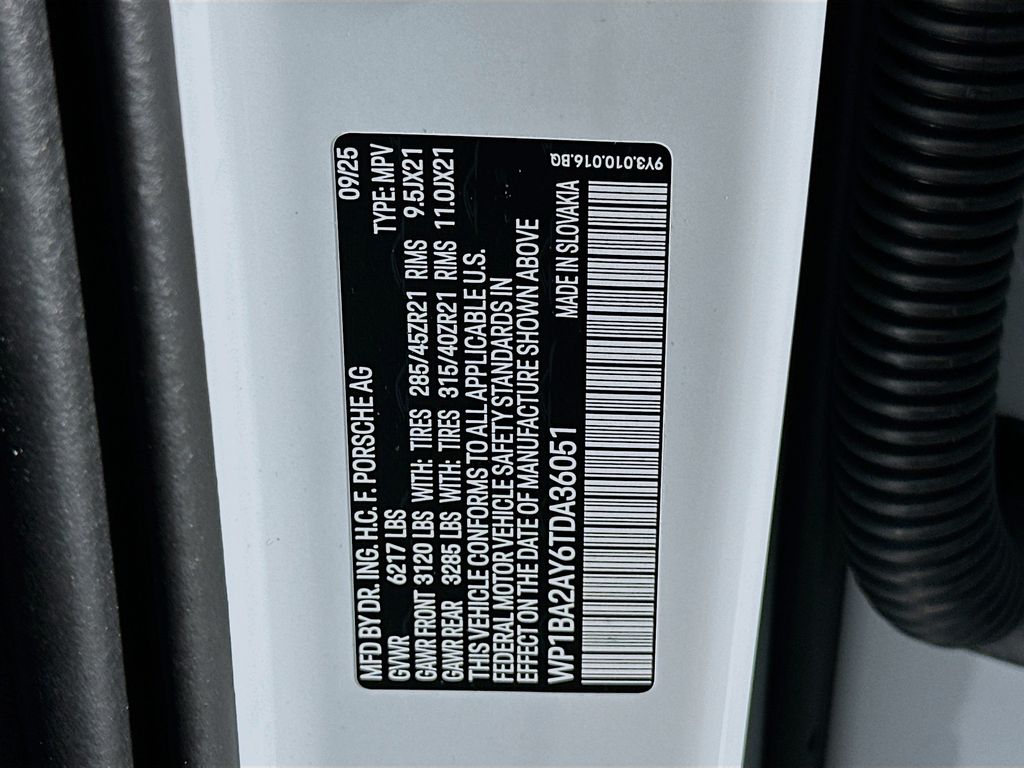 MFD BY DR. ING. H.C. F. PORSCHE AG 09/25
GVWR 6217 LBS TYPE: MPV
GAWR FRONT 3120 LBS WITH: TIRES 285/45ZR21 RIMS 9.5JX21
GAWR REAR 3285 LBS WITH: TIRES 315/40ZR21 RIMS 11.0JX21
THIS VEHICLE CONFORMS TO ALL APPLICABLE U.S.
FEDERAL MOTOR VEHICLE SAFETY STANDARDS IN
EFFECT ON THE DATE OF MANUFACTURE SHOWN ABOVE
WP1BA2AY6TDA36051 MADE IN SLOVAKIA
9Y3.010.016.BQ